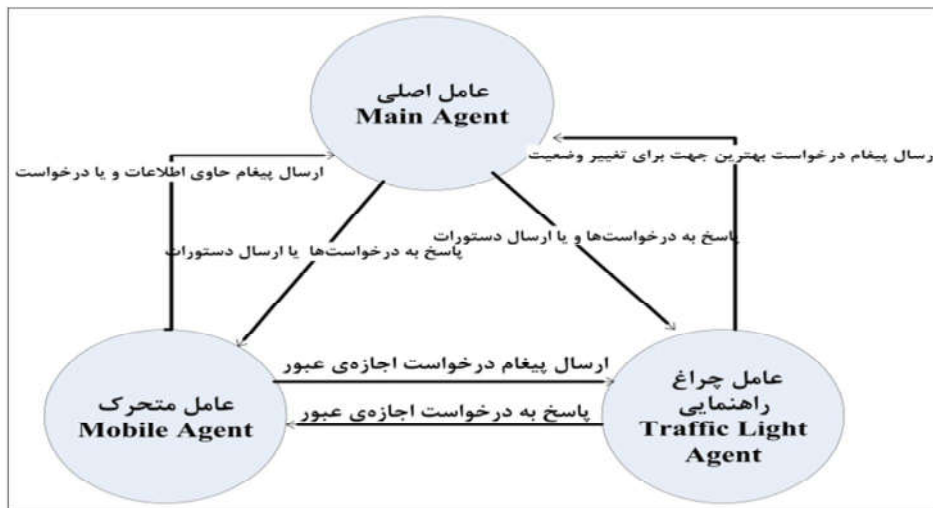 عامل اصلی
Main Agent
ارسال پیغام درخواست بهترین جهت برای تغییر وضعیت
ارسال پیغام حاوی اطلاعات و یا درخواست
پاسخ به درخواست‌ها و یا ارسال دستورات
پاسخ به درخواست‌ها یا ارسال دستورات
ارسال پیغام درخواست اجازه‌ی عبور
عامل چراغ
راهنمایی
Traffic Light
Agent
عامل متحرک
Mobile Agent
پاسخ به درخواست اجازه‌ی عبور